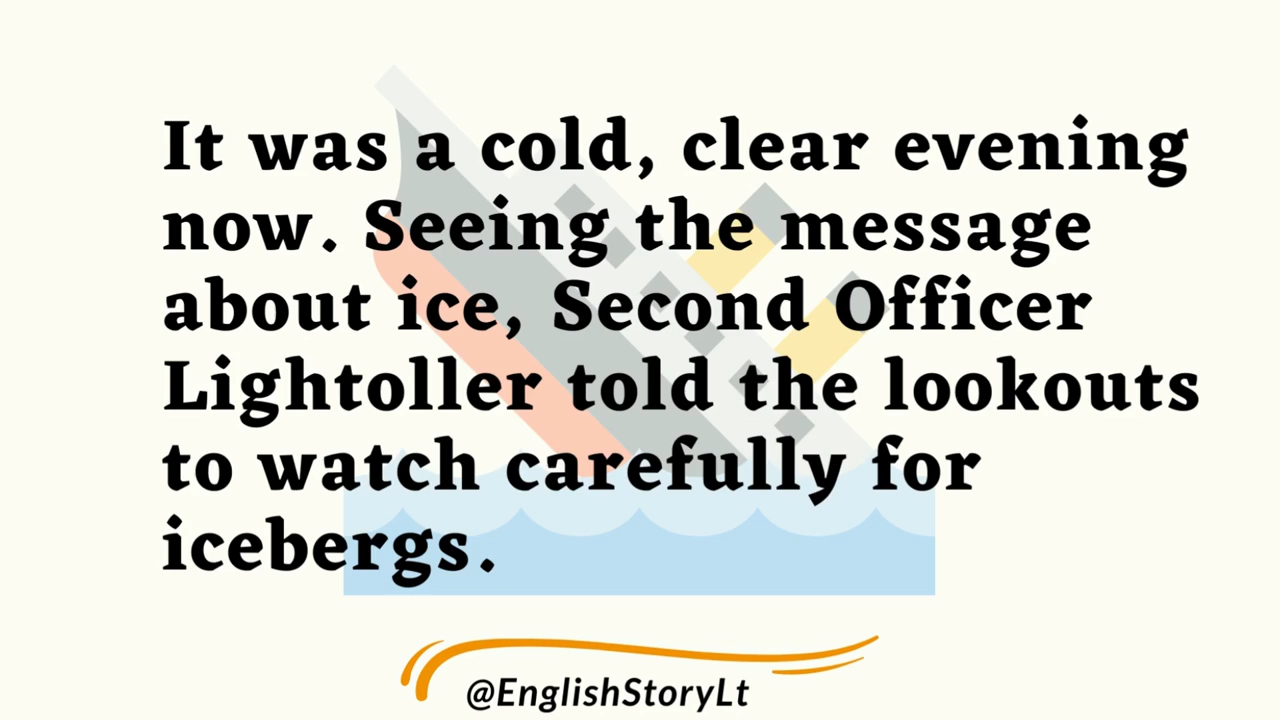 It was a cold, clear evening
now. Seeing the message
about ice, Second Officer
Lightoller told the lookouts
to watch carefully for
icebergs.
@EnglishStoryLt